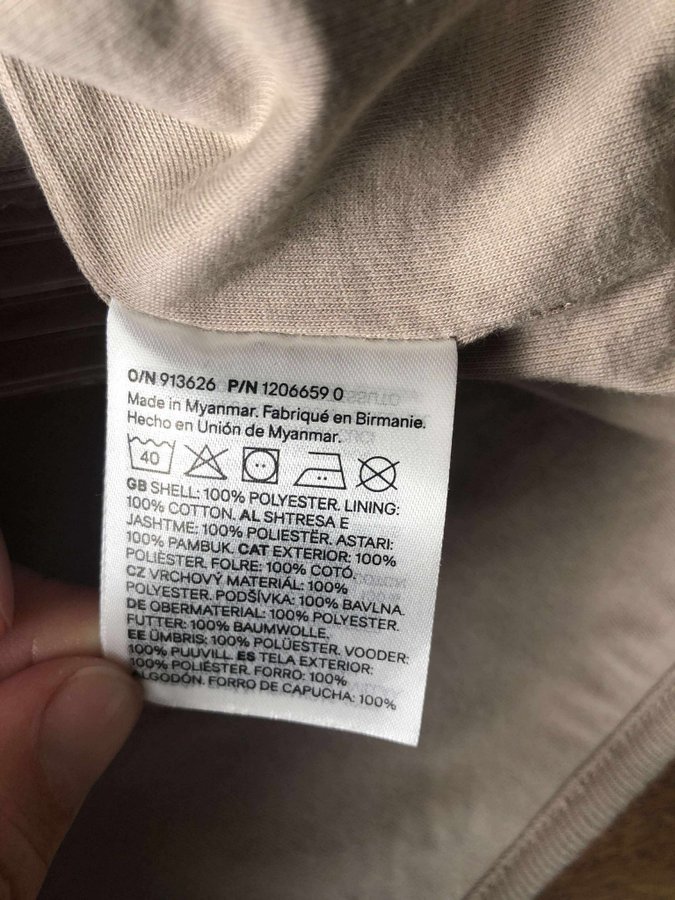 O/N 913626 P/N 1206659 0
Made in Myanmar. Fabriqué en Birmanie.
Hecho en Unión de Myanmar.
40
GB SHELL: 100% POLYESTER. LINING:
100% COTTON. AL SHTRESA E
JASHTME: 100% POLIESTËR. ASTARI:
100% PAMBUK. CAT EXTERIOR: 100%
POLIÈSTER. FOLRE: 100% COTÓ.
CZ VRCHOVÝ MATERIÁL: 100%
POLYESTER. PODŠÍVKA: 100% BAVLNA.
DE OBERMATERIAL: 100% POLYESTER.
FUTTER: 100% BAUMWOLLE.
EE ÜMBRIS: 100% POLÜESTER. VOODER:
100% PUUVILL. ES TELA EXTERIOR:
100% POLIÉSTER. FORRO: 100%
ALGODÓN. FORRO DE CAPUCHA: 100%